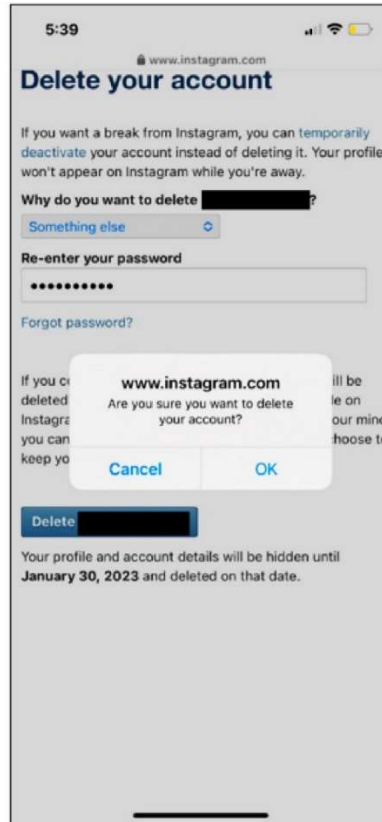 5:39
www.instagram.com
Delete your account
If you want a break from Instagram, you can temporarily
deactivate your account instead of deleting it. Your profile
won't appear on Instagram while you're away.
Why do you want to delete ?
Something else
Re-enter your password
••••••••••
Forgot password?
If you
deleted
you can
keep
ill be
on
our mind
hoose to
www.instagram.com
Are you sure you want to delete
your account?
Cancel OK
Delete
Your profile and account details will be hidden until
January 30, 2023 and deleted on that date.